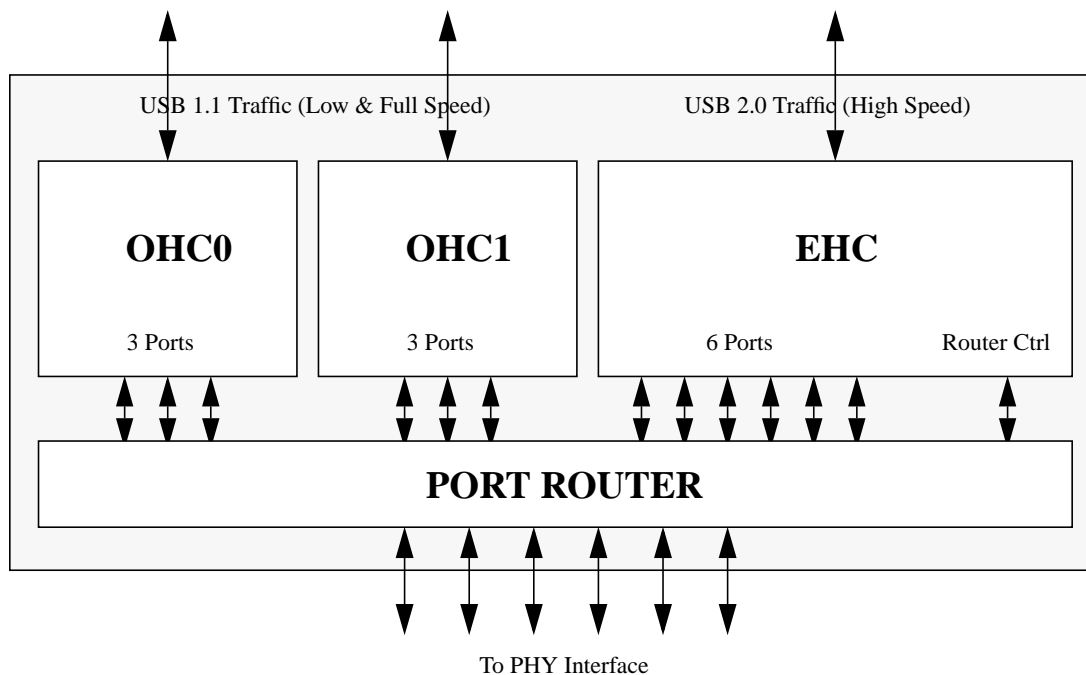 USB 1.1 Traffic (Low & Full Speed)
USB 2.0 Traffic (High Speed)
OHC0
OHC1
EHC
3 Ports
3 Ports
6 Ports
Router Ctrl
PORT ROUTER
To PHY Interface